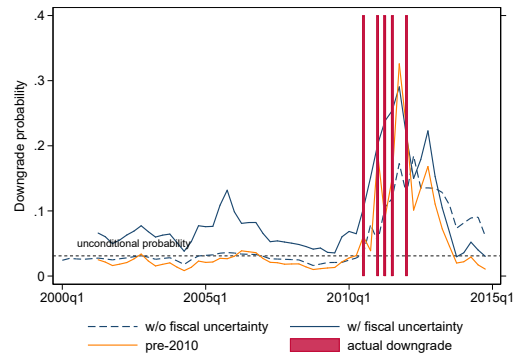 .4
.3
.2
.1
0
Downgrade probability
unconditional probability
2000q1 2005q1 2010q1 2015q1
w/o fiscal uncertainty w/ fiscal uncertainty
pre-2010 actual downgrade